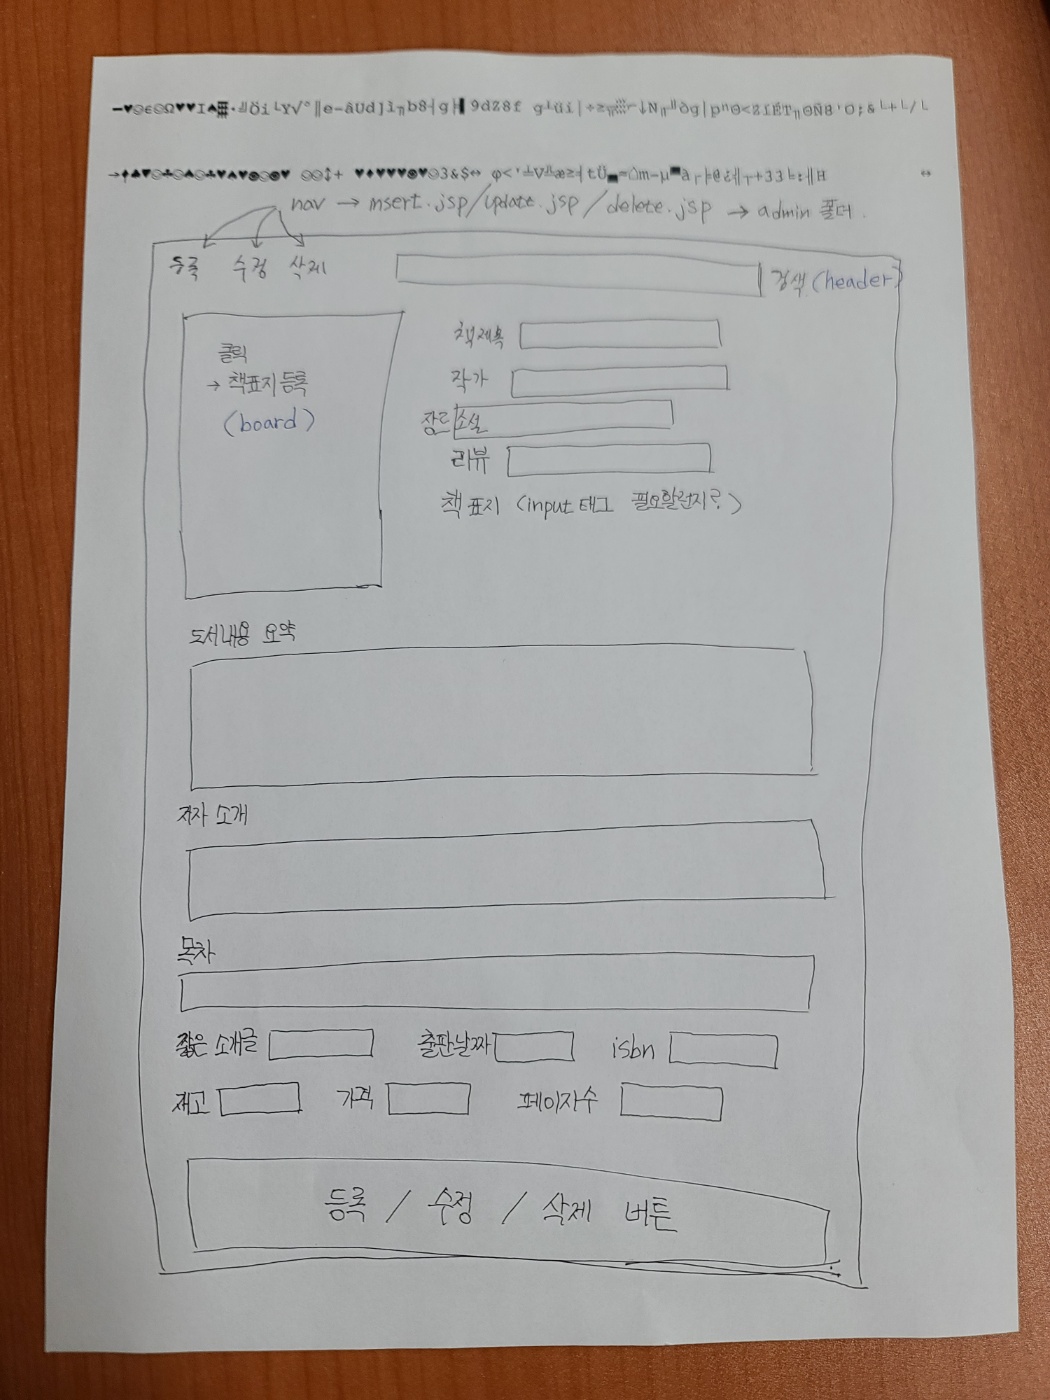 nav → insert.jsp/update.jsp/delete.jsp → admin 폴더.
등록 수정 삭제 검색 (header)
클릭
→ 책표지 등록
(board)
책제목
작가
장르 소설
리뷰
책 표지 (input 태그 필요할런지?)
도서내용 요약
저자 소개
목차
짧은 소개글 출판날짜 isbn
재고 가격 페이지수
등록 / 수정 / 삭제 버튼